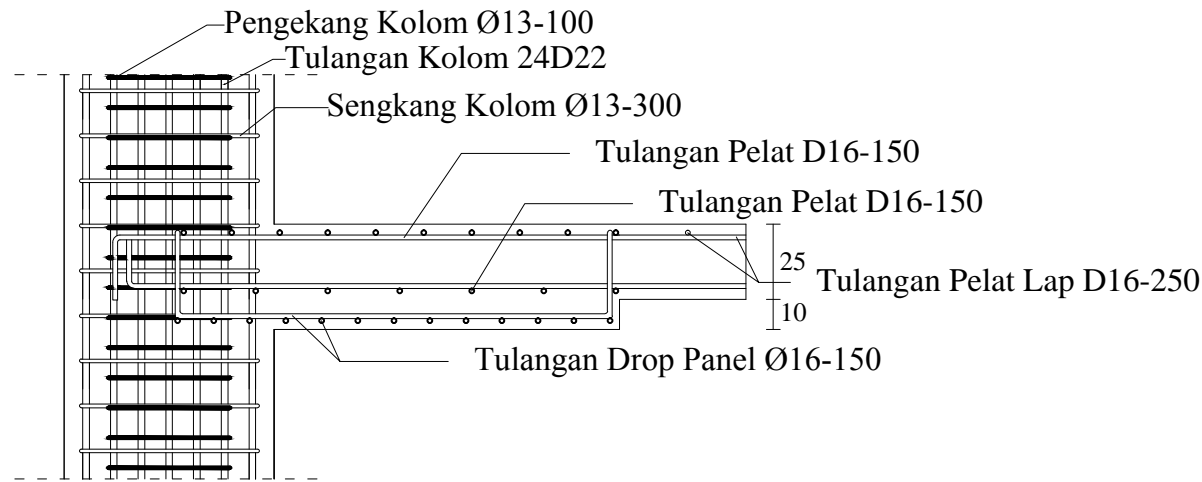 Pengekang Kolom Ø13-100
Tulangan Kolom 24D22
Sengkang Kolom Ø13-300
Tulangan Pelat D16-150
Tulangan Pelat D16-150
25
Tulangan Pelat Lap D16-250
10
Tulangan Drop Panel Ø16-150